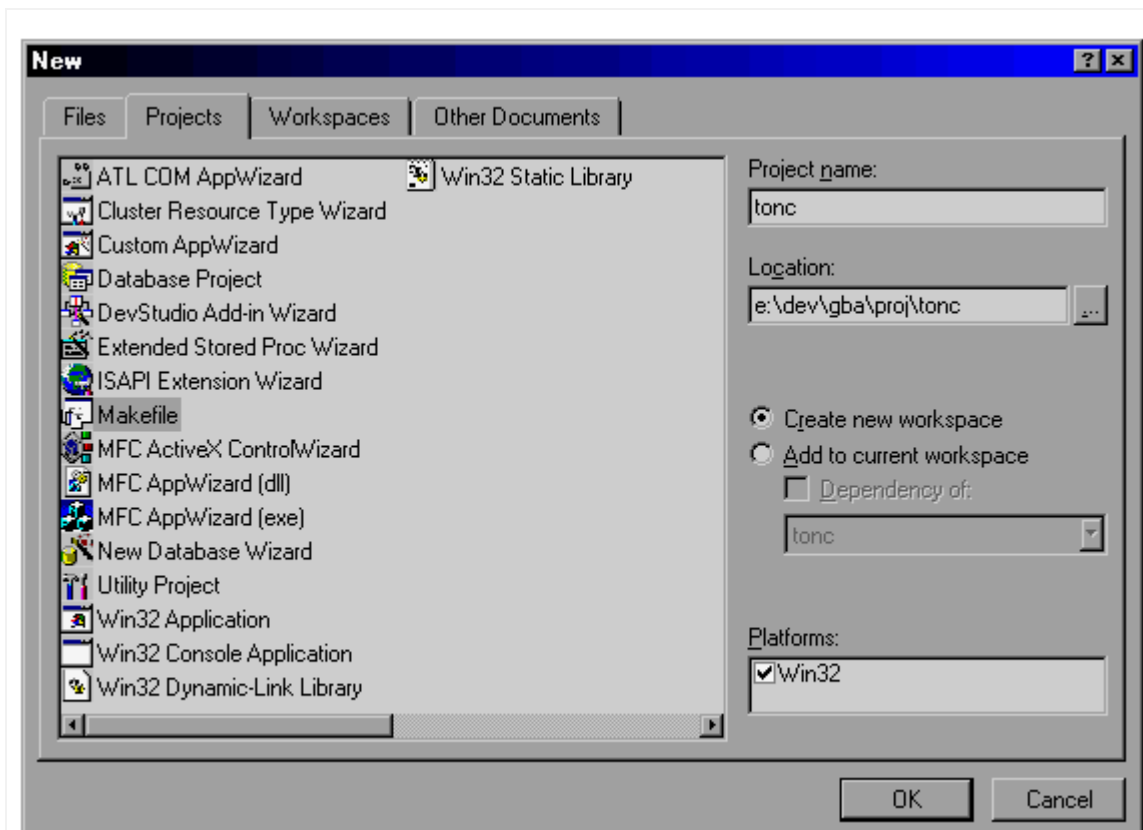 New
Files Projects Workspaces Other Documents
ATL COM AppWizard
Cluster Resource Type Wizard
Custom AppWizard
Database Project
DevStudio Add-in Wizard
Extended Stored Proc Wizard
ISAPI Extension Wizard
Makefile
MFC ActiveX ControlWizard
MFC AppWizard (dll)
MFC AppWizard (exe)
New Database Wizard
Utility Project
Win32 Application
Win32 Console Application
Win32 Dynamic-Link Library
Win32 Static Library
Project name:
tonc
Location:
e:\dev\gba\proj\tonc
...
Create new workspace
Add to current workspace
Dependency of:
tonc
Platforms:
Win32
OK Cancel